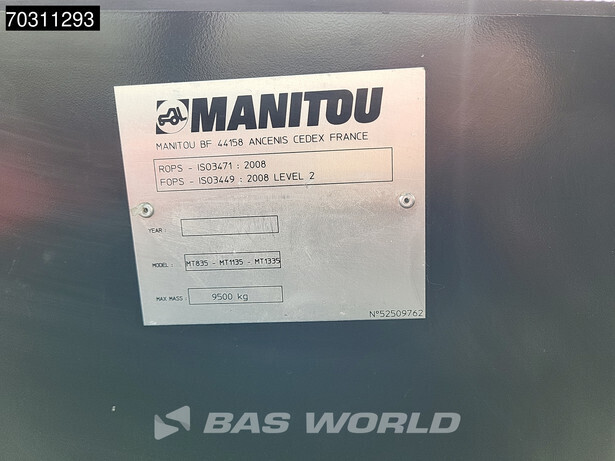 70311293
MANITOU
MANITOU BF 44158 ANCENIS CEDEX FRANCE
ROPS - ISO3471 : 2008
FOPS - ISO3449 : 2008 LEVEL 2
YEAR :
MODEL : MT835 - MT1135 - MT1335
MAX MASS : 9500 kg
N°52509762
BAS WORLD